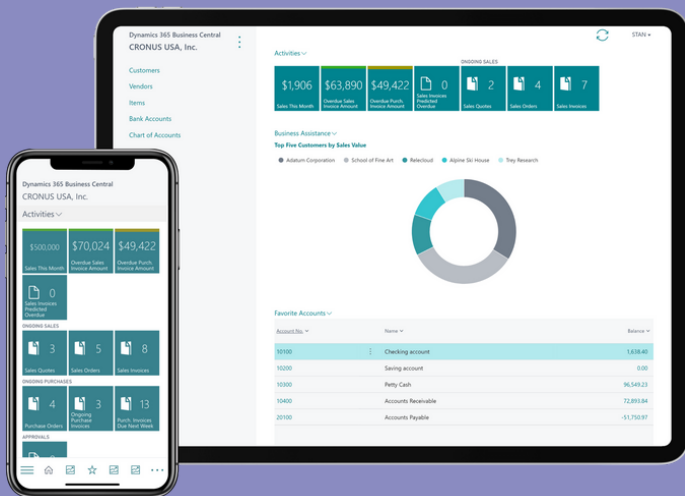 Dynamics 365 Business Central
CRONUS USA, Inc.
STAN
Customers
Vendors
Items
Bank Accounts
Chart of Accounts
Activities
ONGOING SALES
$1,906
Sales This Month
$63,890
Overdue Sales
Invoice Amount
$49,422
Overdue Purch.
Invoice Amount
0
Sales Invoices
Predicted
Overdue
2
Sales Quotes
4
Sales Orders
7
Sales Invoices
Business Assistance
Top Five Customers by Sales Value
Adatum Corporation School of Fine Art Relecloud Alpine Ski House Trey Research
Favorite Accounts
Account No. Name Balance
10100 Checking account 1,638.40
10200 Saving account 0.00
10300 Petty Cash 96,549.23
10400 Accounts Receivable 72,893.84
20100 Accounts Payable -51,750.97
Dynamics 365 Business Central
CRONUS USA, Inc.
Activities
$500,000
Sales This Month
$70,024
Overdue Sales
Invoice Amount
$49,422
Overdue Purch.
Invoice Amount
0
Sales Invoices
Predicted
Overdue
ONGOING SALES
3
Sales Quotes
5
Sales Orders
8
Sales Invoices
ONGOING PURCHASES
4
Purchase Orders
3
Ongoing
Purchase
Invoices
13
Purch. Invoices
Due Next Week
APPROVALS